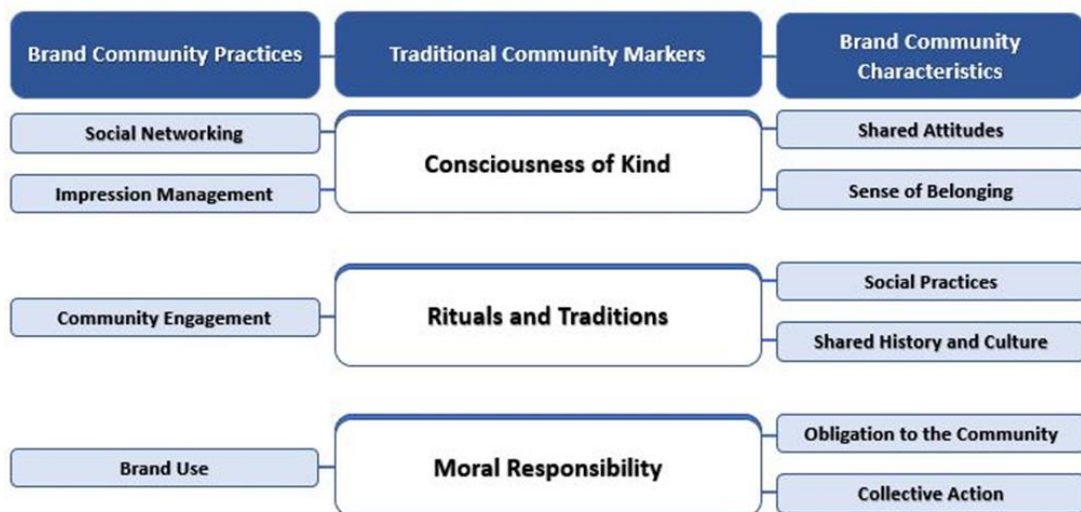 Brand Community Practices
Traditional Community Markers
Brand Community
Characteristics
Social Networking
Impression Management
Consciousness of Kind
Shared Attitudes
Sense of Belonging
Community Engagement
Rituals and Traditions
Social Practices
Shared History and Culture
Brand Use
Moral Responsibility
Obligation to the Community
Collective Action